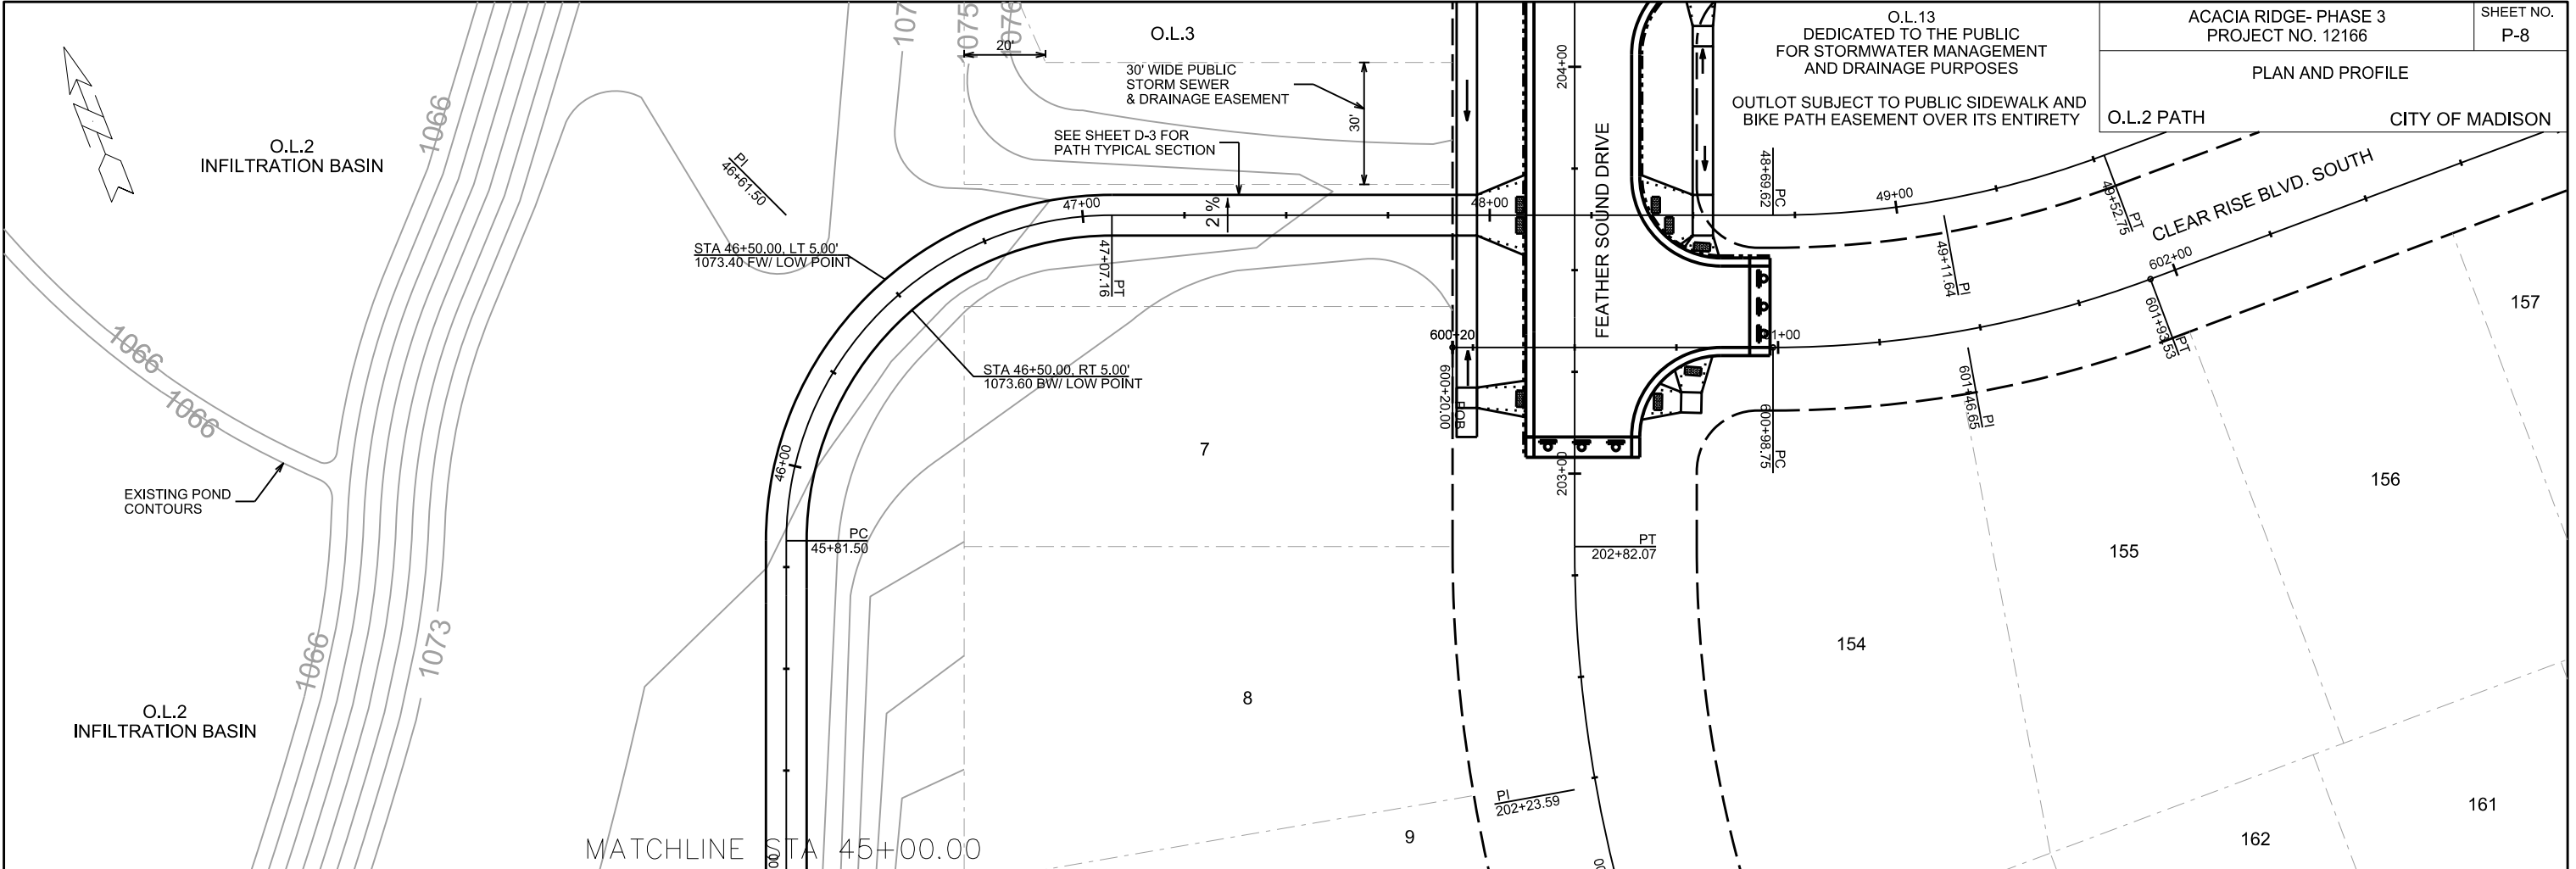 ACACIA RIDGE- PHASE 3
PROJECT NO. 12166
SHEET NO.
P-8
PLAN AND PROFILE
O.L.2 PATH
CITY OF MADISON
O.L.13
DEDICATED TO THE PUBLIC
FOR STORMWATER MANAGEMENT
AND DRAINAGE PURPOSES
OUTLOT SUBJECT TO PUBLIC SIDEWALK AND
BIKE PATH EASEMENT OVER ITS ENTIRETY
O.L.3
20'
30' WIDE PUBLIC
STORM SEWER
& DRAINAGE EASEMENT
30'
SEE SHEET D-3 FOR
PATH TYPICAL SECTION
107
1075
1076
O.L.2
INFILTRATION BASIN
1066
PI
46+61.50
STA 46+50.00, LT 5.00'
1073.40 FW/ LOW POINT
47+00
47+07.16
PT
2%
48+00
204+00
FEATHER SOUND DRIVE
48+69.62
PC
49+00
49+11.64
PI
49+52.75
PT
CLEAR RISE BLVD. SOUTH
602+00
601+93.53
PT
601+46.65
PI
157
600+20
600+20.00
POB
21+00
600+98.75
PC
STA 46+50.00, RT 5.00'
1073.60 BW/ LOW POINT
1066
1066
EXISTING POND
CONTOURS
46+00
PC
45+81.50
7
203+00
PT
202+82.07
156
155
154
1066
1073
O.L.2
INFILTRATION BASIN
8
PI
202+23.59
9
161
162
MATCHLINE STA 45+00.00
00
00